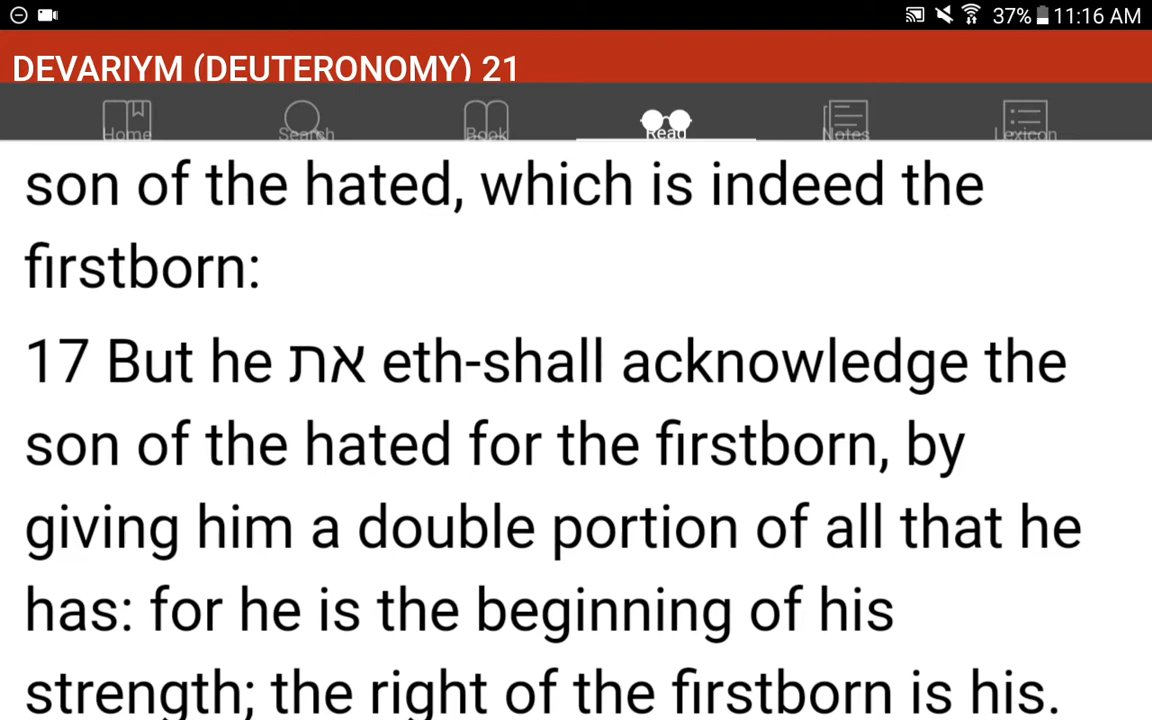 37% 11:16 AM
DEVARIYM (DEUTERONOMY) 21
Home Search Book Read Notes Lexicon
son of the hated, which is indeed the
firstborn:
17 But he את eth-shall acknowledge the
son of the hated for the firstborn, by
giving him a double portion of all that he
has: for he is the beginning of his
strength; the right of the firstborn is his.